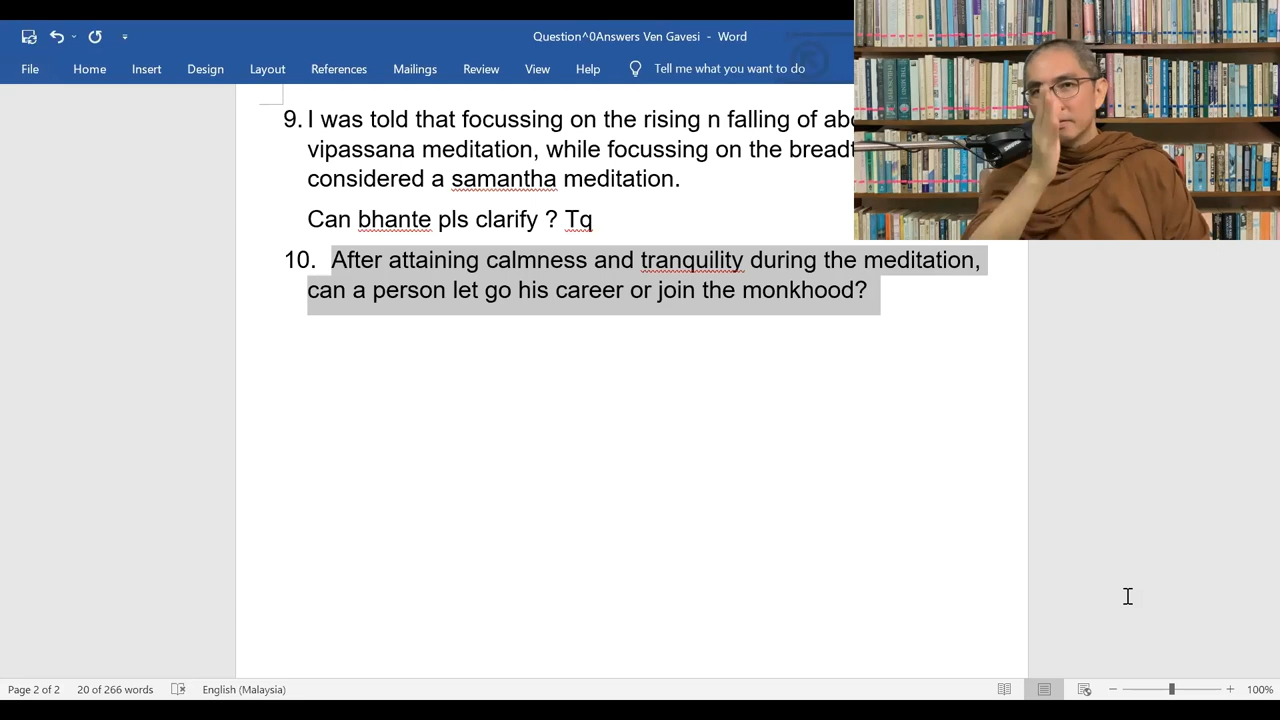 Question^0Answers Ven Gavesi - Word
File Home Insert Design Layout References Mailings Review View Help Tell me what you want to do
9. I was told that focussing on the rising n falling of
vipassana meditation, while focussing on the
considered a samantha meditation.
Can bhante pls clarify ? Tq
10. After attaining calmness and tranquility during the meditation,
can a person let go his career or join the monkhood?
Page 2 of 2 20 of 266 words English (Malaysia) 100%